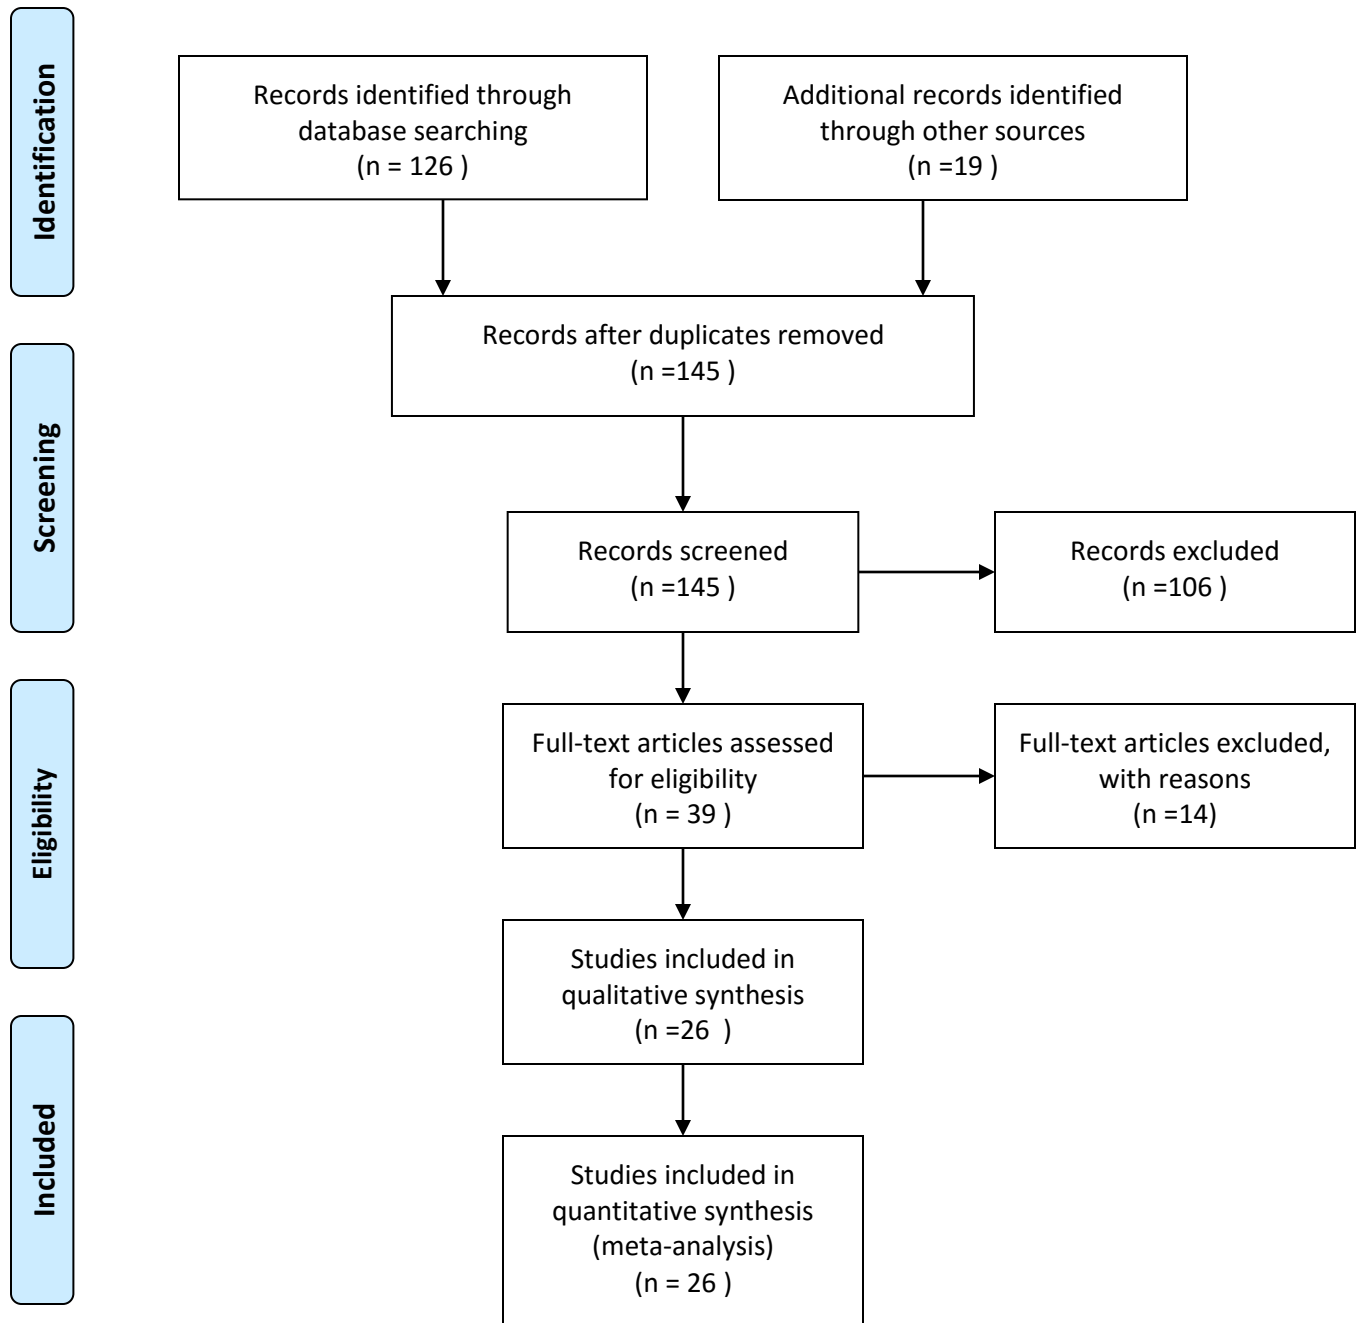 Identification
Records identified through
database searching
(n = 126 )
Additional records identified
through other sources
(n =19 )
Records after duplicates removed
(n =145 )
Screening
Records screened
(n =145 )
Records excluded
(n =106 )
Eligibility
Full-text articles assessed
for eligibility
(n = 39 )
Full-text articles excluded,
with reasons
(n =14)
Studies included in
qualitative synthesis
(n =26  )
Included
Studies included in
quantitative synthesis
(meta-analysis)
(n = 26 )